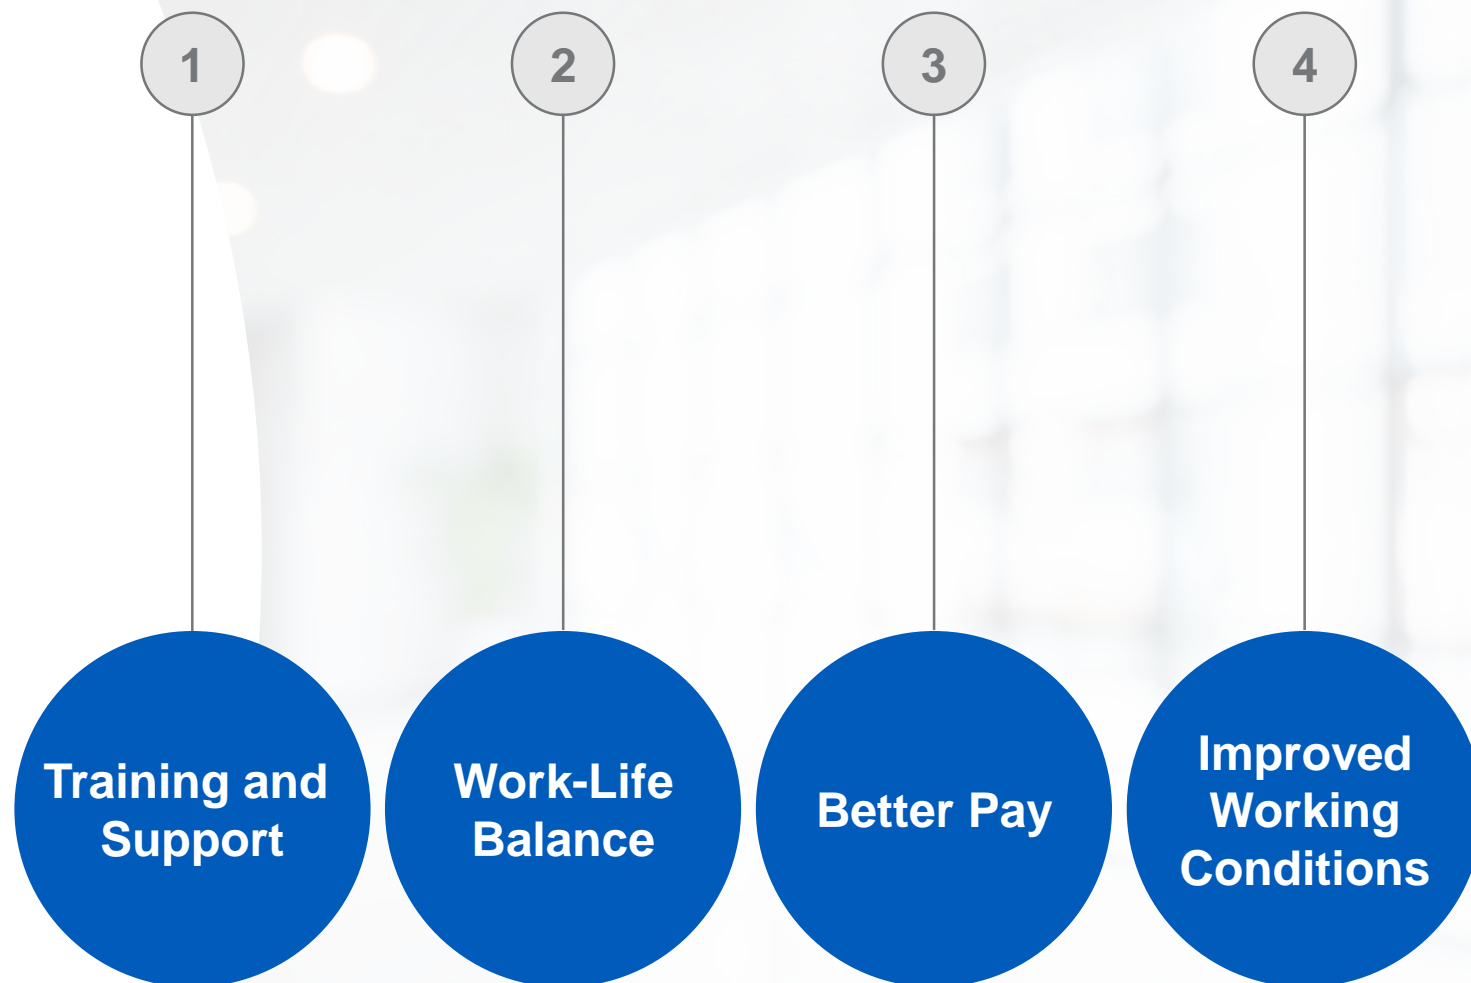 1
2
3
4
Training and
Support
Work-Life
Balance
Better Pay
Improved
Working
Conditions